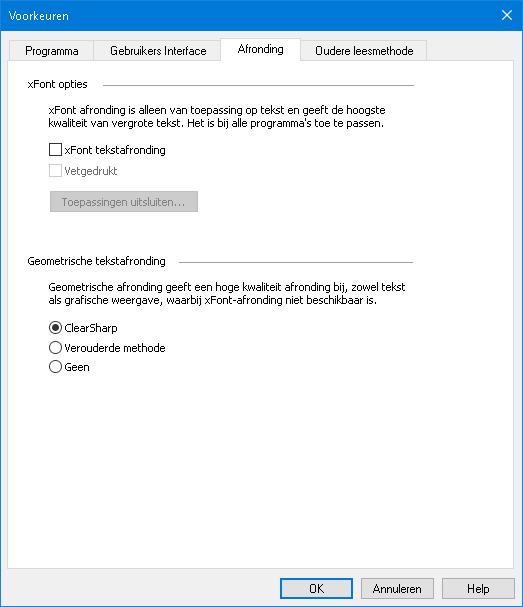 Voorkeuren
Programma
Gebruikers Interface
Afronding
Oudere leesmethode
xFont opties
xFont afronding is alleen van toepassing op tekst en geeft de hoogste
kwaliteit van vergrote tekst. Het is bij alle programma's toe te passen.
xFont tekstafronding
Vetgedrukt
Toepassingen uitsluiten...
Geometrische tekstafronding
Geometrische afronding geeft een hoge kwaliteit afronding bij, zowel tekst
als grafische weergave, waarbij xFont-afronding niet beschikbaar is.
ClearSharp
Verouderde methode
Geen
OK
Annuleren
Help